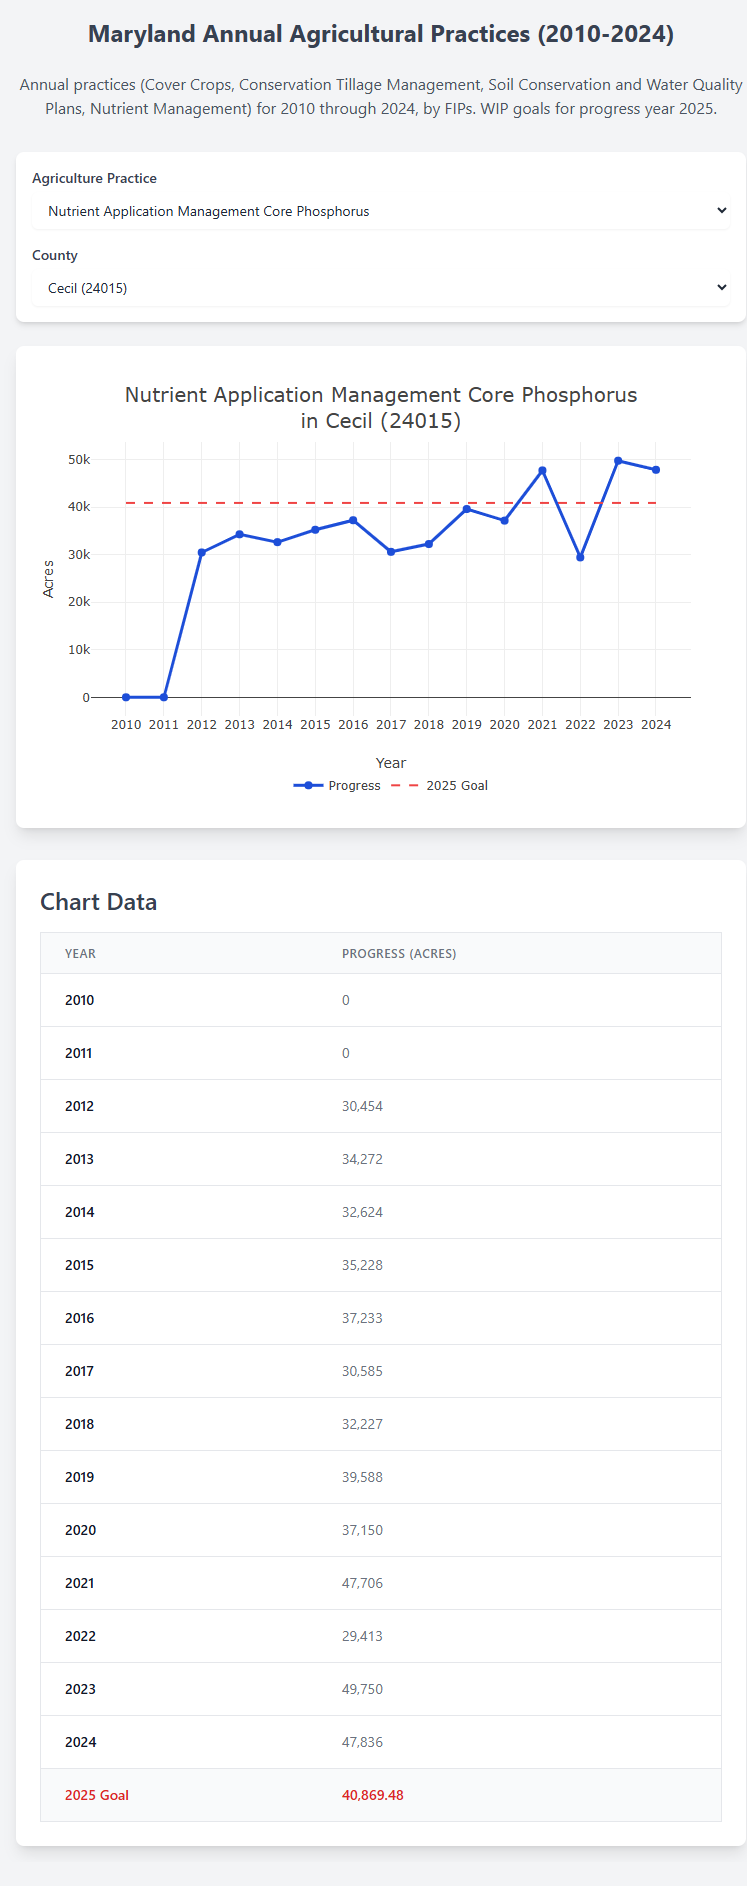 Maryland Annual Agricultural Practices (2010-2024)
Annual practices (Cover Crops, Conservation Tillage Management, Soil Conservation and Water Quality
Plans, Nutrient Management) for 2010 through 2024, by FIPs. WIP goals for progress year 2025.
Agriculture Practice
Nutrient Application Management Core Phosphorus
County
Cecil (24015)
Nutrient Application Management Core Phosphorus
in Cecil (24015)
50k
40k
30k
20k
10k
0
Acres
2010 2011 2012 2013 2014 2015 2016 2017 2018 2019 2020 2021 2022 2023 2024
Year
Progress 2025 Goal
Chart Data
YEAR PROGRESS (ACRES)
2010 0
2011 0
2012 30,454
2013 34,272
2014 32,624
2015 35,228
2016 37,233
2017 30,585
2018 32,227
2019 39,588
2020 37,150
2021 47,706
2022 29,413
2023 49,750
2024 47,836
2025 Goal 40,869.48